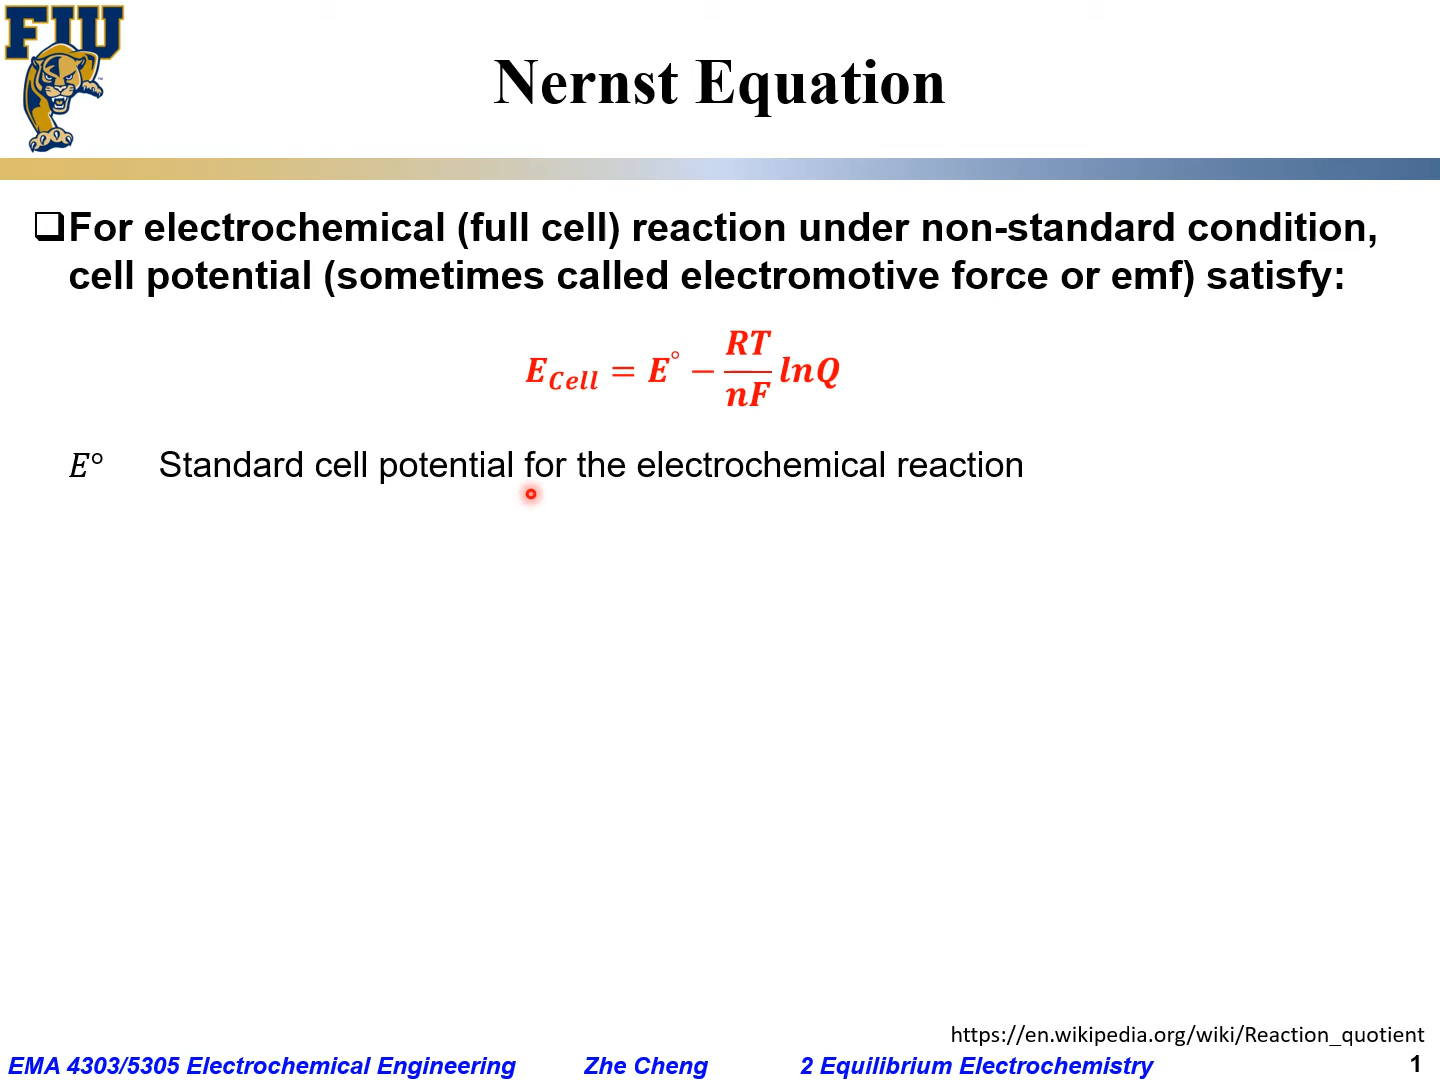 FIU
Nernst Equation
❑For electrochemical (full cell) reaction under non-standard condition,
cell potential (sometimes called electromotive force or emf) satisfy:
E_Cell = E° − RT/nF lnQ
E° Standard cell potential for the electrochemical reaction
https://en.wikipedia.org/wiki/Reaction_quotient
EMA 4303/5305 Electrochemical Engineering Zhe Cheng 2 Equilibrium Electrochemistry 1